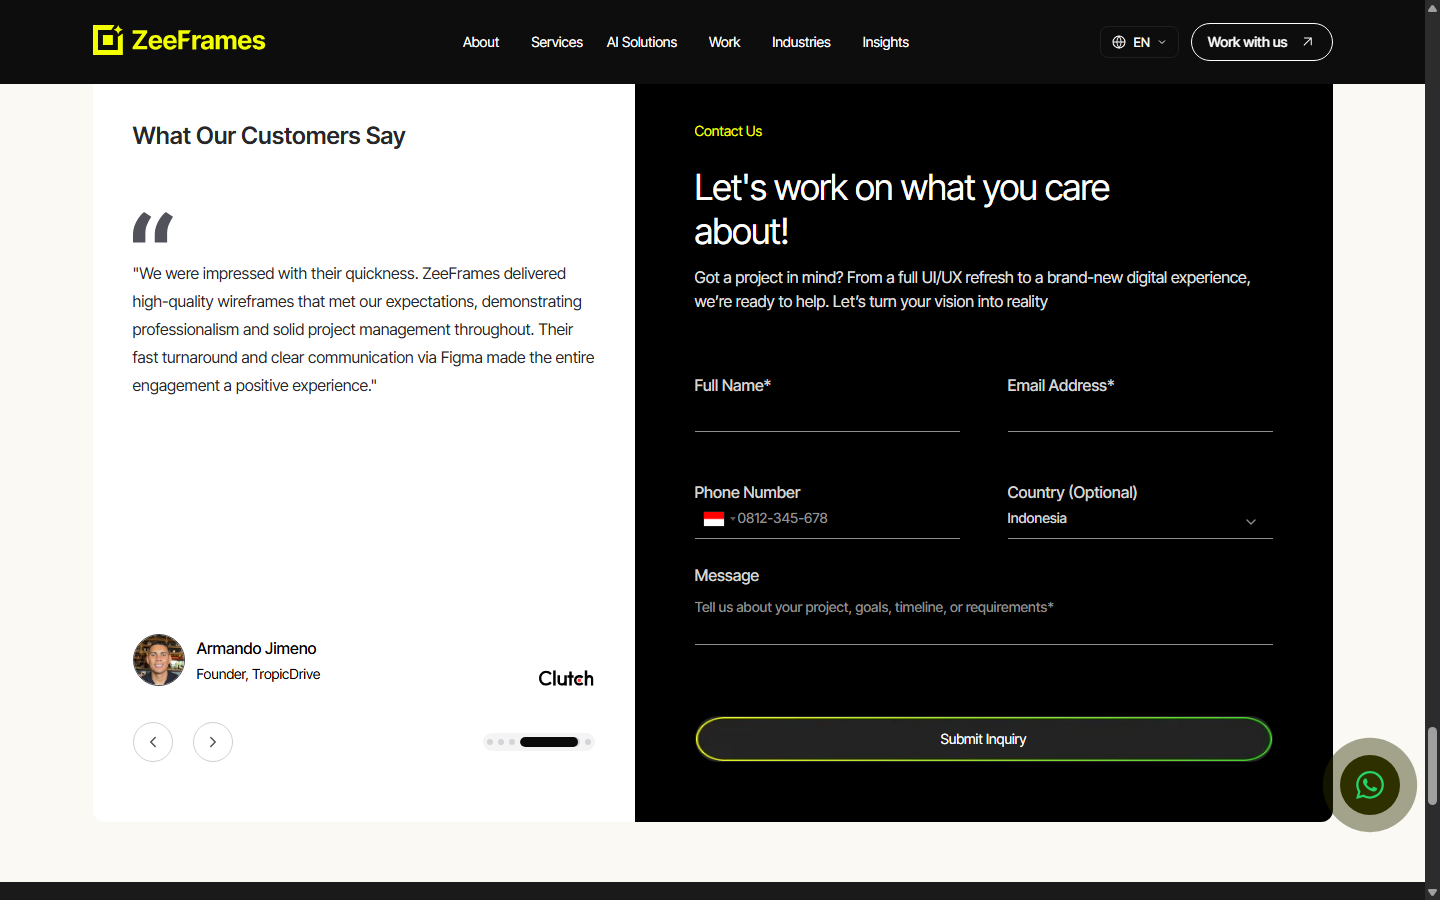 ZeeFrames
About
Services
AI Solutions
Work
Industries
Insights
EN
Work with us
What Our Customers Say
“
"We were impressed with their quickness. ZeeFrames delivered
high-quality wireframes that met our expectations, demonstrating
professionalism and solid project management throughout. Their
fast turnaround and clear communication via Figma made the entire
engagement a positive experience."
Armando Jimeno
Founder, TropicDrive
Clutch
Contact Us
Let's work on what you care
about!
Got a project in mind? From a full UI/UX refresh to a brand-new digital experience,
we’re ready to help. Let’s turn your vision into reality
Full Name*
Email Address*
Phone Number
0812-345-678
Country (Optional)
Indonesia
Message
Tell us about your project, goals, timeline, or requirements*
Submit Inquiry